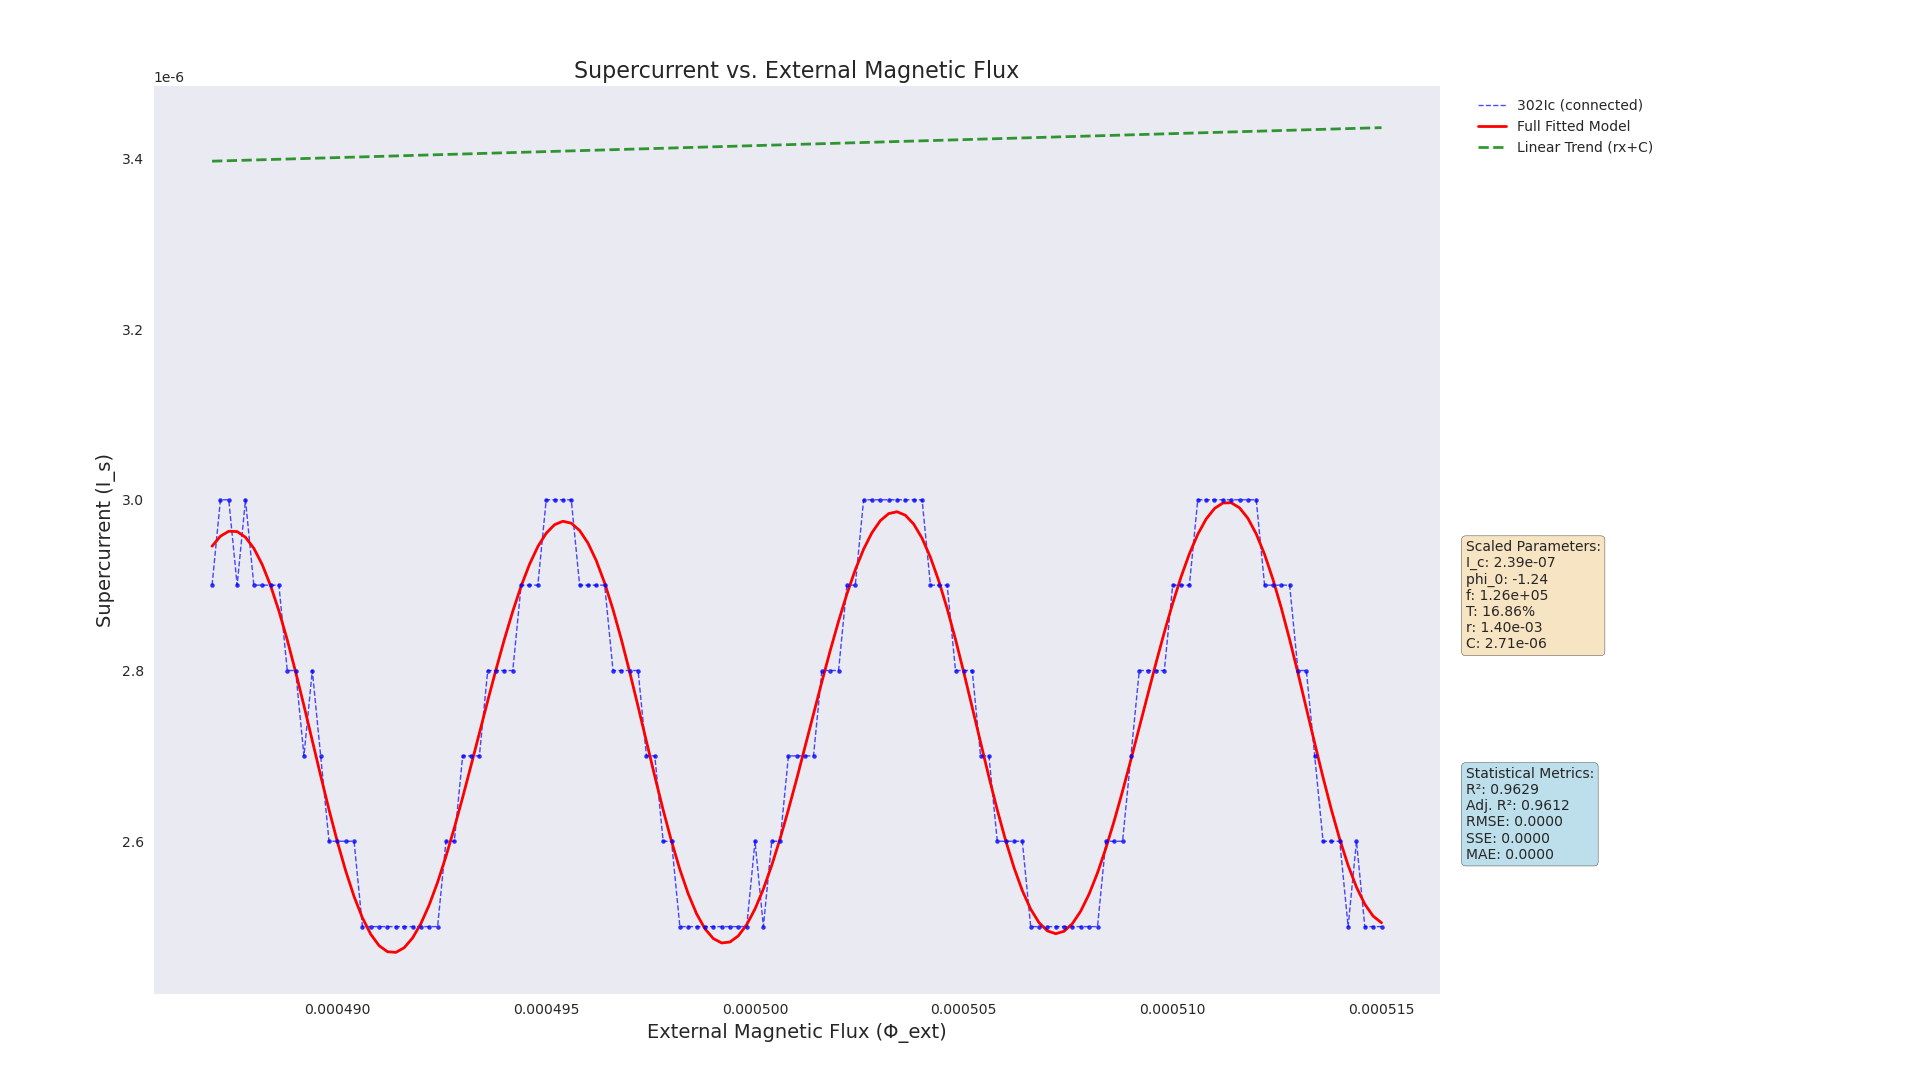 Supercurrent vs. External Magnetic Flux
1e-6
3.4
3.2
3.0
2.8
2.6
Supercurrent (I_s)
0.000490
0.000495
0.000500
0.000505
0.000510
0.000515
External Magnetic Flux (Φ_ext)
302Ic (connected)
Full Fitted Model
Linear Trend (rx+C)
Scaled Parameters:
I_c: 2.39e-07
phi_0: -1.24
f: 1.26e+05
T: 16.86%
r: 1.40e-03
C: 2.71e-06
Statistical Metrics:
R²: 0.9629
Adj. R²: 0.9612
RMSE: 0.0000
SSE: 0.0000
MAE: 0.0000